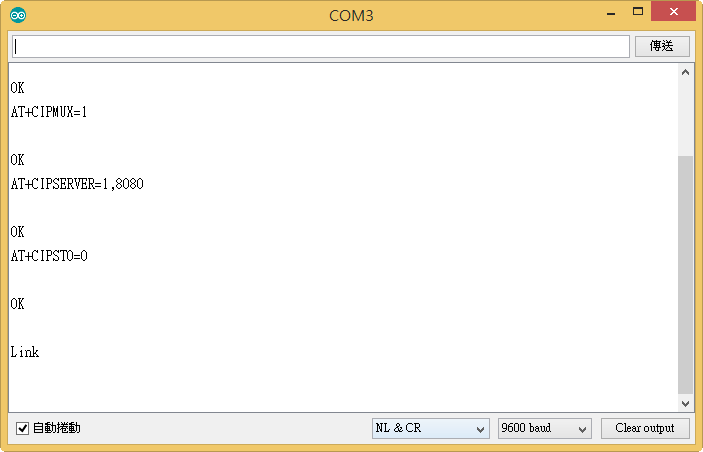 COM3
傳送
OK
AT+CIPMUX=1
OK
AT+CIPSERVER=1,8080
OK
AT+CIPSTO=0
OK
Link
自動捲動
NL & CR
9600 baud
Clear output